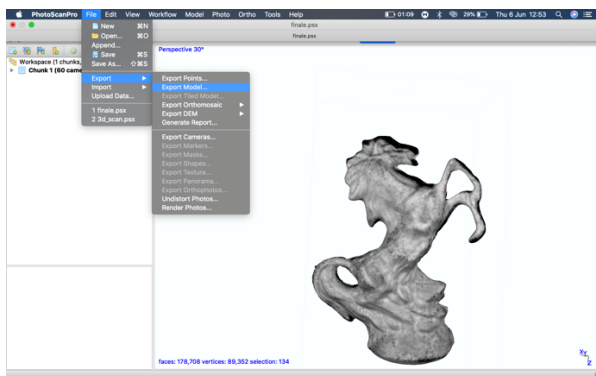 PhotoScanPro File Edit View Workflow Model Photo Ortho Tools Help 01:09 29% Thu 6 Jun 12:53
finale.psx
finale.psx
New ⌘N
Open... ⌘O
Append...
Save ⌘S
Save As... ⇧⌘S
Export
Import
Upload Data...
1 finale.psx
2 3d_scan.psx
Workspace (1 chunks,
Chunk 1 (60 came
Export Points...
Export Model...
Export Tiled Model...
Export Orthomosaic
Export DEM
Generate Report...
Export Cameras...
Export Markers...
Export Masks...
Export Shapes...
Export Texture...
Export Panorama...
Export Orthophotos...
Undistort Photos...
Render Photos...
Perspective 30°
faces: 178,708 vertices: 89,352 selection: 134
X Y
Z